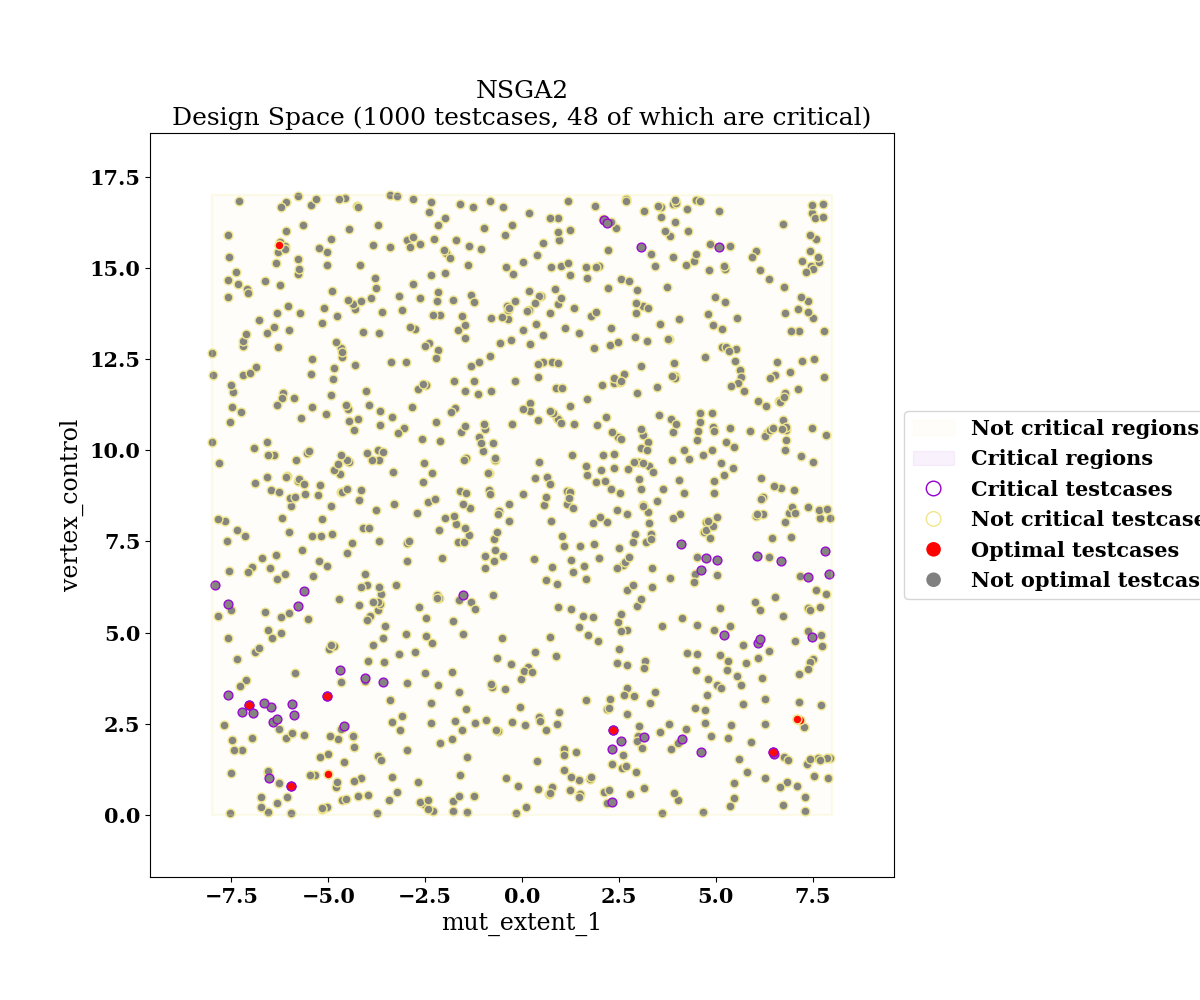 NSGA2
Design Space (1000 testcases, 48 of which are critical)
17.5
15.0
12.5
10.0
7.5
5.0
2.5
0.0
vertex_control
−7.5
−5.0
−2.5
0.0
2.5
5.0
7.5
mut_extent_1
Not critical regions
Critical regions
Critical testcases
Not critical testcase
Optimal testcases
Not optimal testcas